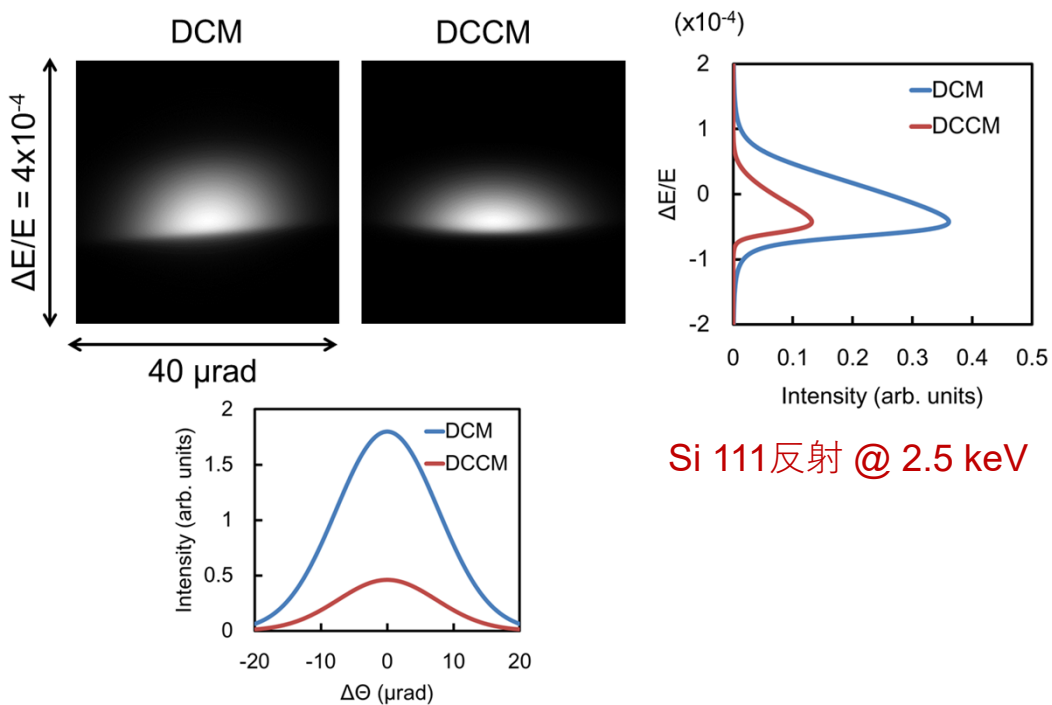 DCM
DCCM
ΔE/E = 4x10-4
40 μrad
(x10-4)
2
1
0
-1
-2
ΔE/E
DCM
DCCM
0
0.1
0.2
0.3
0.4
0.5
Intensity (arb. units)
Si 111反射 @ 2.5 keV
2
1.5
1
0.5
0
Intensity (arb. units)
DCM
DCCM
-20
-10
0
10
20
ΔΘ (μrad)